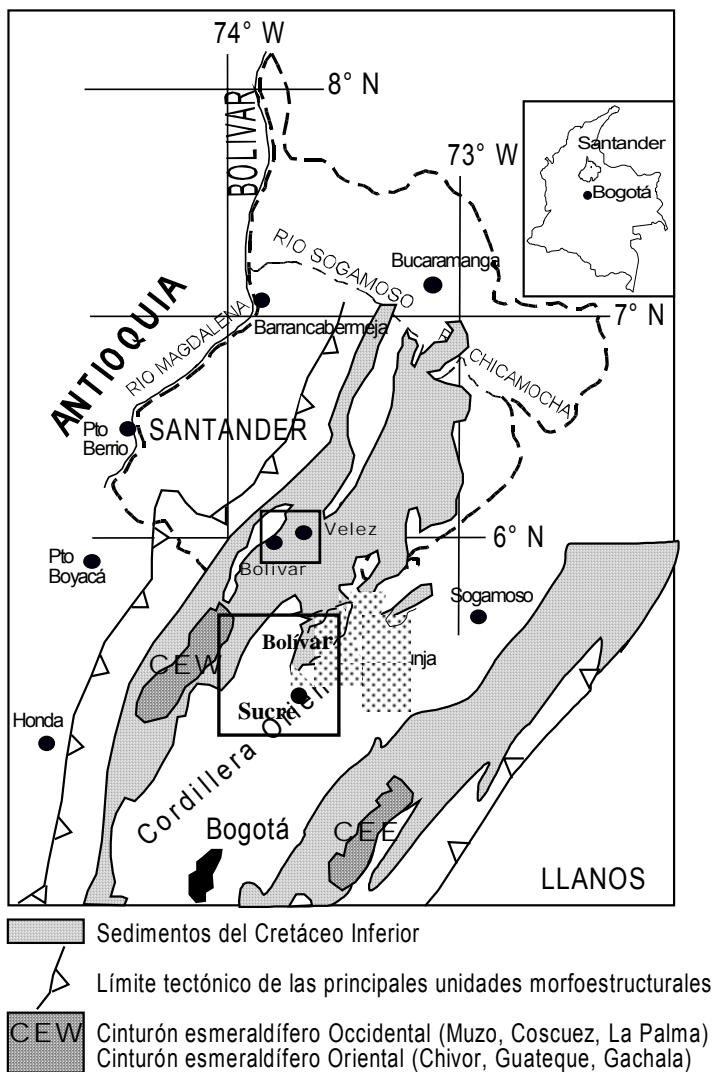 74° W
8° N
BOLIVAR
Santander
Bogotá
73° W
RIO SOGAMOSO
Bucaramanga
ANTIOQUIA
RIO MAGDALENA
Barrancabermeja
7° N
CHICAMOCHA
Pto
Berrio
SANTANDER
Velez
6° N
Bolívar
Pto
Boyacá
Sogamoso
CEW
Bolívar
Sucre
Honda
Cordillera
Bogotá
CEE
LLANOS
Sedimentos del Cretáceo Inferior
Límite tectónico de las principales unidades morfoestructurales
CEW Cinturón esmeraldífero Occidental (Muzo, Coscuez, La Palma)
Cinturón esmeraldífero Oriental (Chivor, Guateque, Gachala)